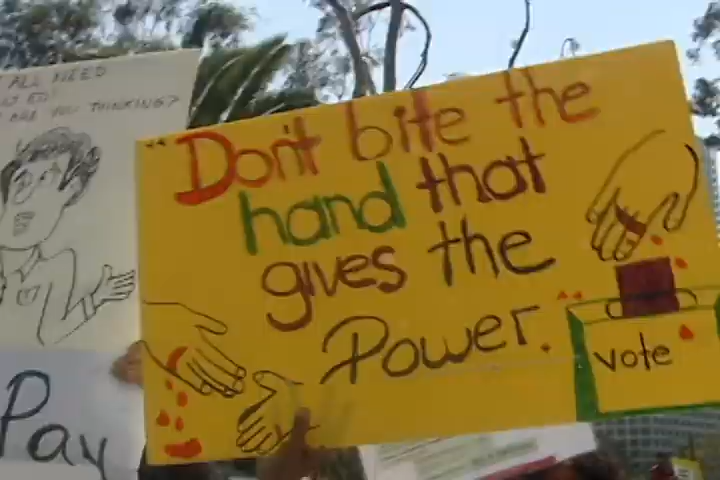 ALL NEED
ARE YOU THINKING?
Pay
"Don't bite the
hand that
gives the
Power."
vote